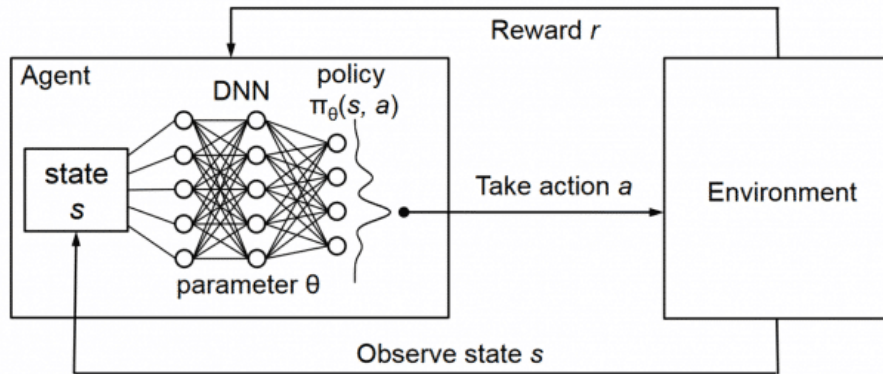 Reward r
Agent
policy
DNN
πθ(s, a)
state
s
Take action a
Environment
parameter θ
Observe state s